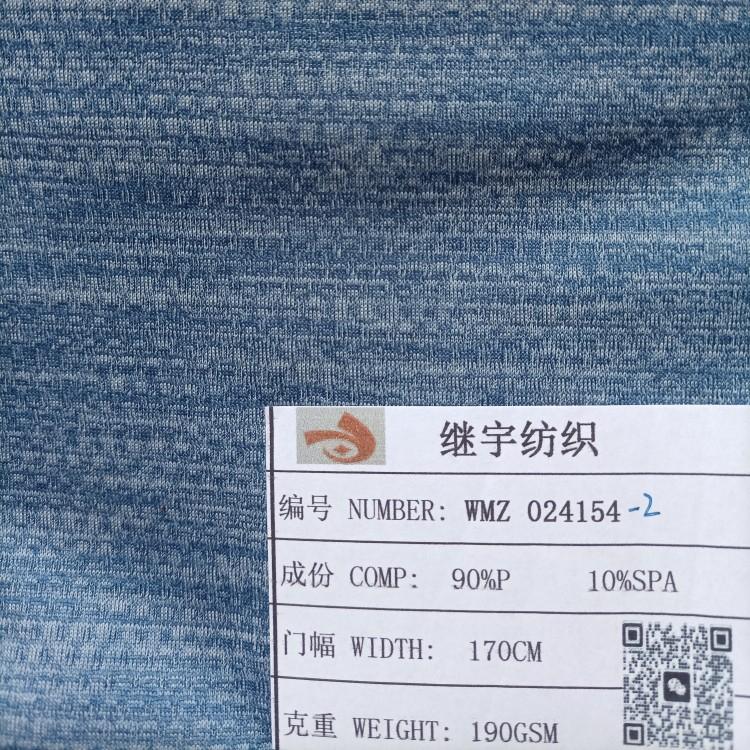 继宇纺织
编号 NUMBER: WMZ 024154-2
成份 COMP: 90%P 10%SPA
门幅 WIDTH: 170CM
克重 WEIGHT: 190GSM